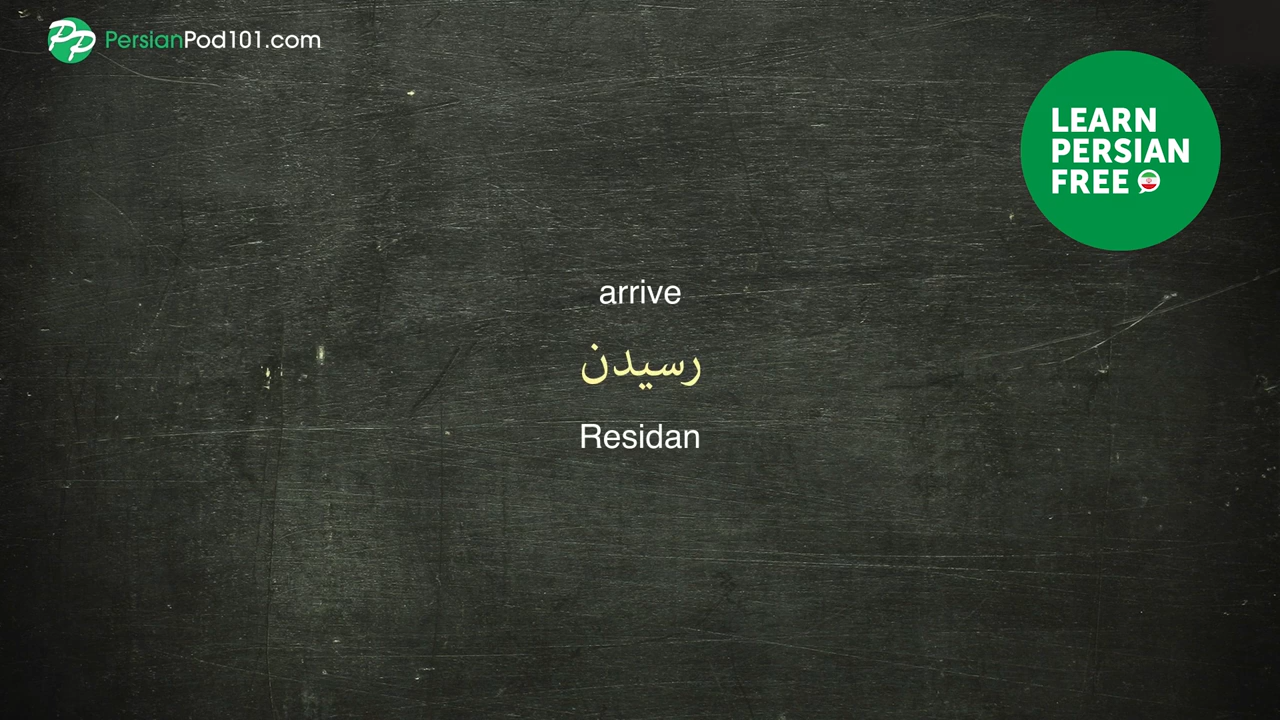 PersianPod101.com
LEARN
PERSIAN
FREE
arrive
رسیدن
Residan